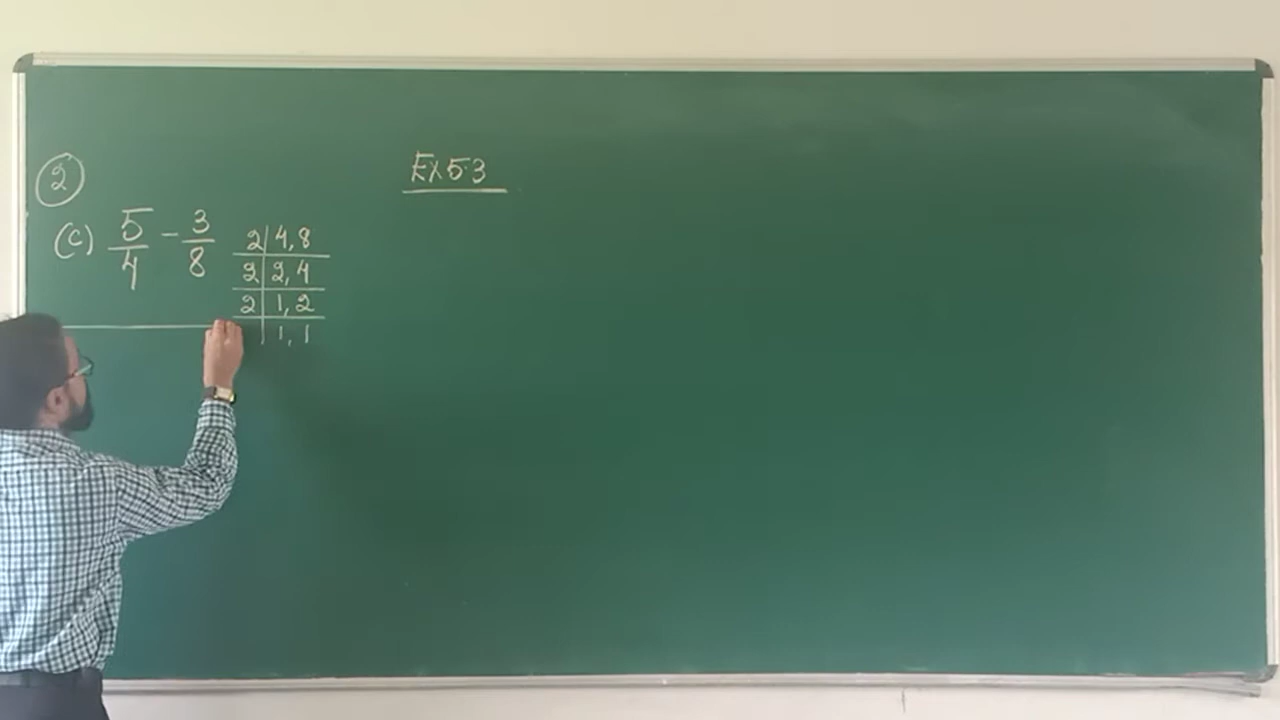 Ex 5.3
2
(c) 5/4 - 3/8
2 | 4, 8
2 | 2, 4
2 | 1, 2
| 1, 1